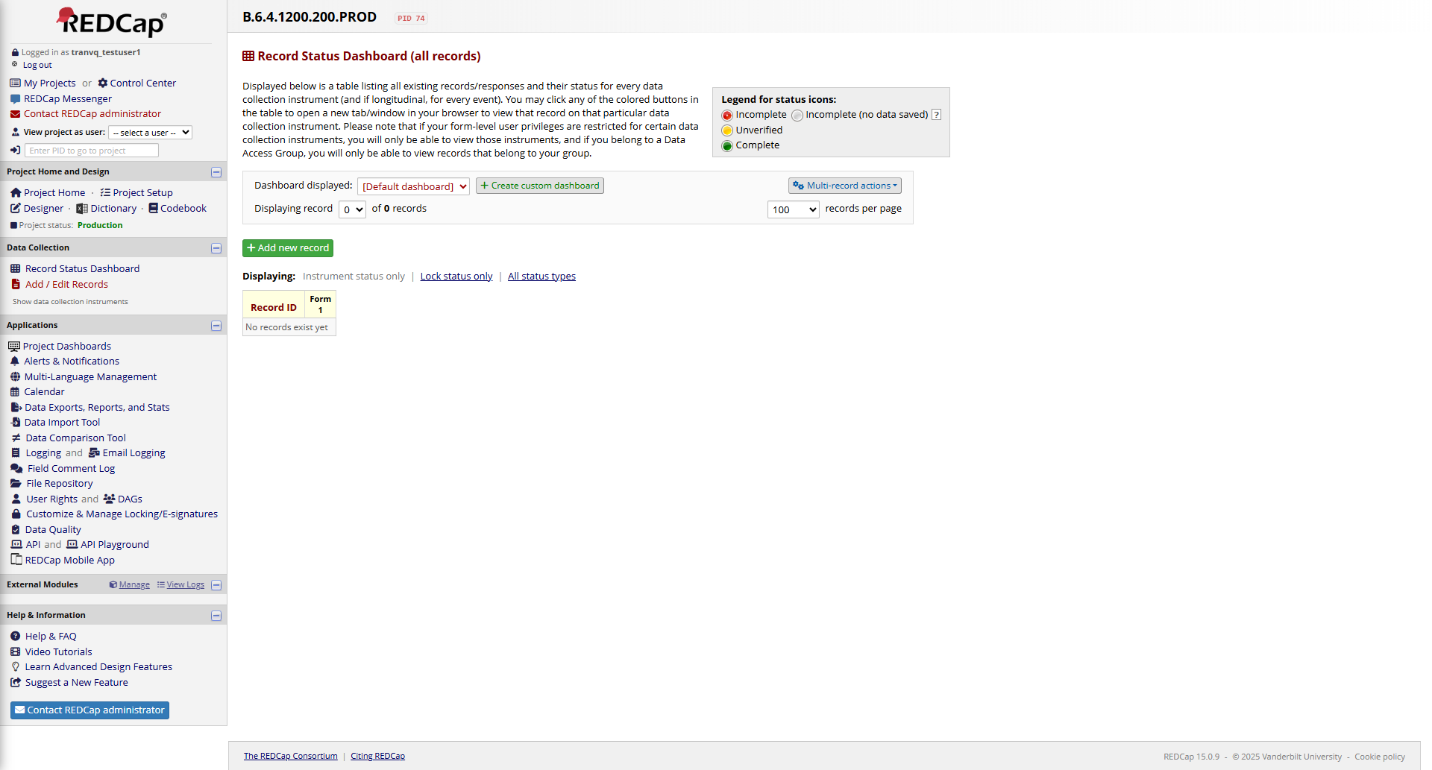 REDCap®
Logged in as tranvq_testuser1
Log out
My Projects or Control Center
REDCap Messenger
Contact REDCap administrator
View project as user: -- select a user --
Enter PID to go to project
Project Home and Design
Project Home · Project Setup
Designer · Dictionary · Codebook
Project status: Production
Data Collection
Record Status Dashboard
Add / Edit Records
Show data collection instruments
Applications
Project Dashboards
Alerts & Notifications
Multi-Language Management
Calendar
Data Exports, Reports, and Stats
Data Import Tool
Data Comparison Tool
Logging and Email Logging
Field Comment Log
File Repository
User Rights and DAGs
Customize & Manage Locking/E-signatures
Data Quality
API and API Playground
REDCap Mobile App
External Modules Manage View Logs
Help & Information
Help & FAQ
Video Tutorials
Learn Advanced Design Features
Suggest a New Feature
Contact REDCap administrator
B.6.4.1200.200.PROD PID 74
Record Status Dashboard (all records)
Displayed below is a table listing all existing records/responses and their status for every data
collection instrument (and if longitudinal, for every event). You may click any of the colored buttons in
the table to open a new tab/window in your browser to view that record on that particular data
collection instrument. Please note that if your form-level user privileges are restricted for certain data
collection instruments, you will only be able to view those instruments, and if you belong to a Data
Access Group, you will only be able to view records that belong to your group.
Legend for status icons:
Incomplete Incomplete (no data saved) ?
Unverified
Complete
Dashboard displayed: [Default dashboard] + Create custom dashboard Multi-record actions
Displaying record 0 of 0 records 100 records per page
+ Add new record
Displaying: Instrument status only | Lock status only | All status types
Record ID Form
1
No records exist yet
The REDCap Consortium | Citing REDCap REDCap 15.0.9 - © 2025 Vanderbilt University - Cookie policy